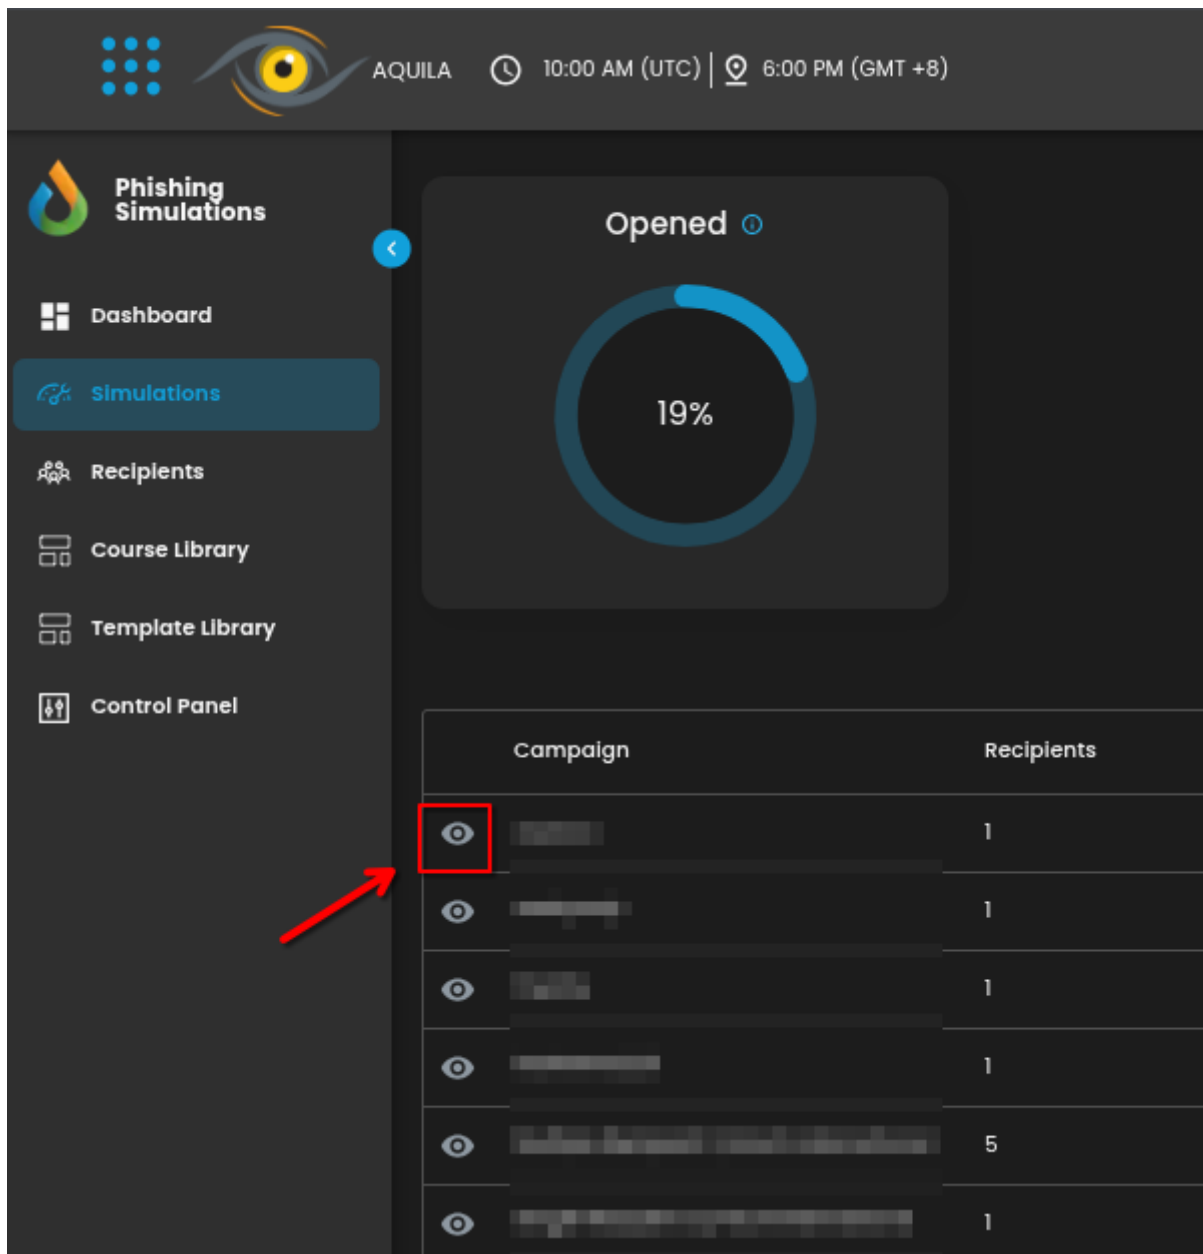 AQUILA 10:00 AM (UTC) | 6:00 PM (GMT +8)
Phishing
Simulations
Dashboard
Simulations
Recipients
Course Library
Template Library
Control Panel
Opened
19%
Campaign Recipients
1
1
1
1
5
1